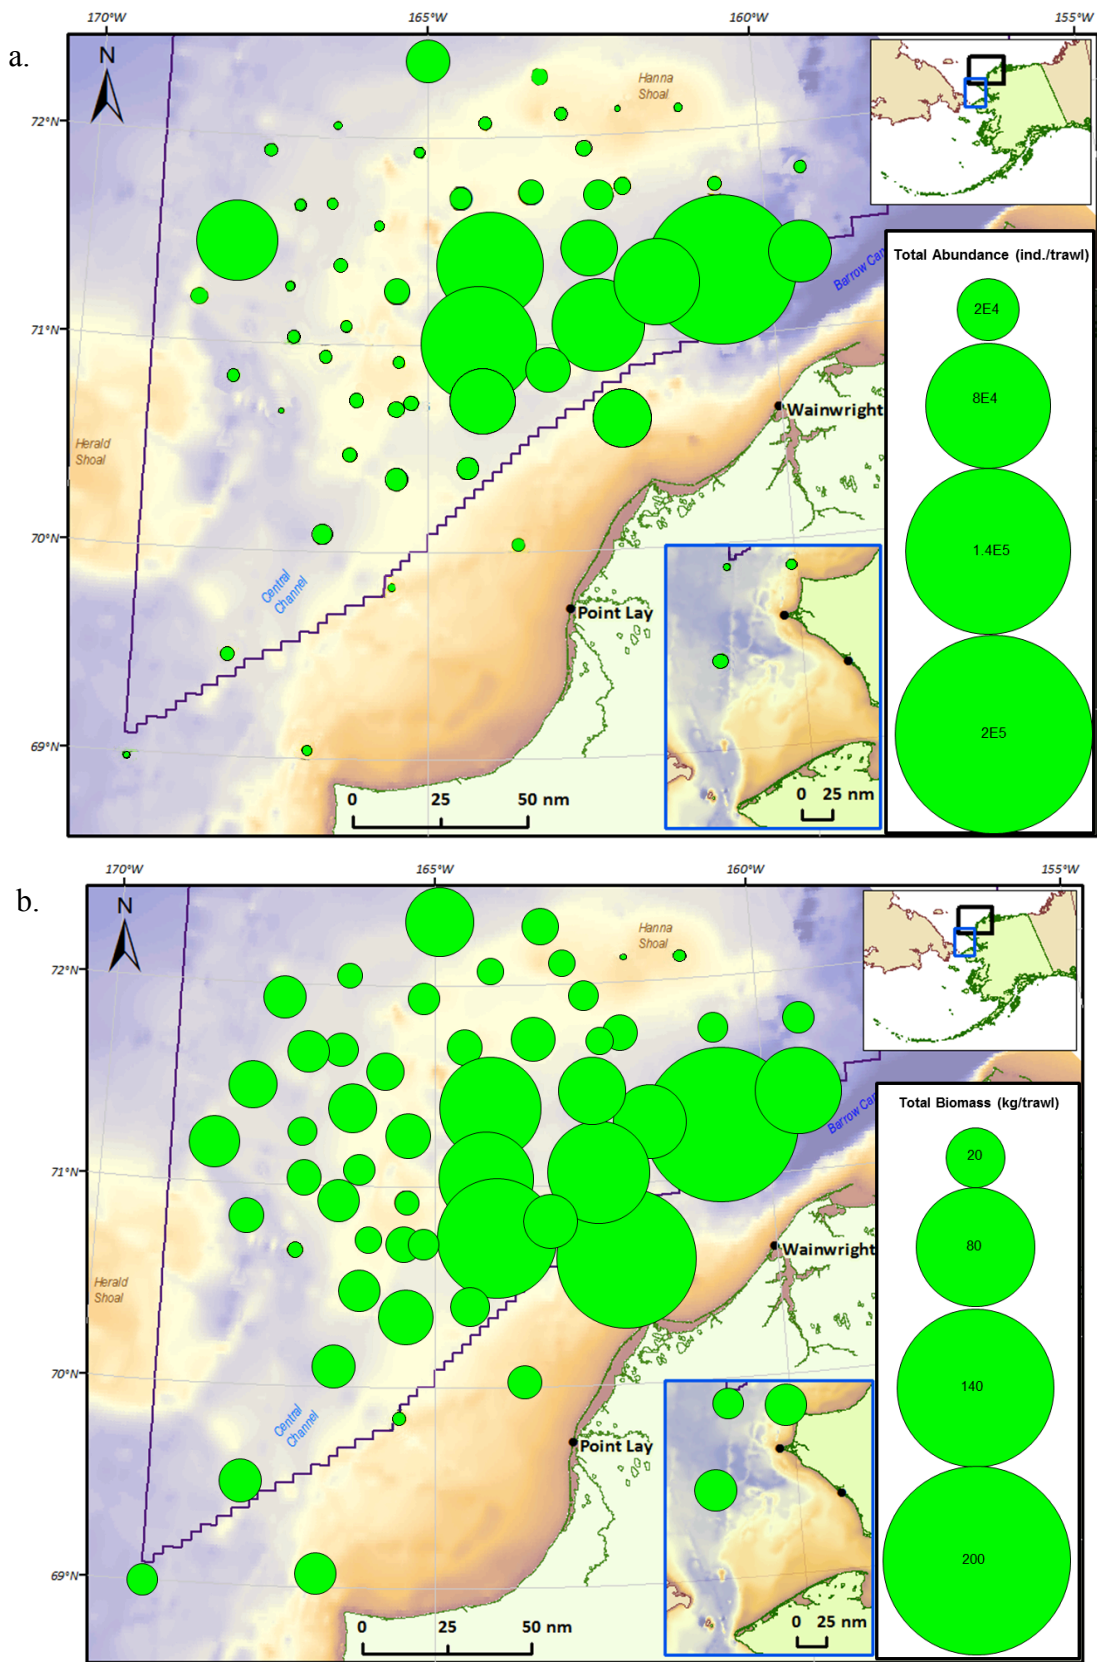 170°W
165°W
160°W
155°W
a.
N
Hanna
Shoal
72°N
Total Abundance (ind./trawl)
2E4
Barrow Can
71°N
8E4
Wainwright
Herald
Shoal
70°N
1.4E5
Central
Channel
Point Lay
69°N
2E5
0 25 50 nm
0 25 nm
170°W
165°W
160°W
155°W
b.
N
Hanna
Shoal
72°N
Total Biomass (kg/trawl)
20
Barrow Can
71°N
80
Wainwright
Herald
Shoal
70°N
140
Central
Channel
Point Lay
69°N
200
0 25 50 nm
0 25 nm